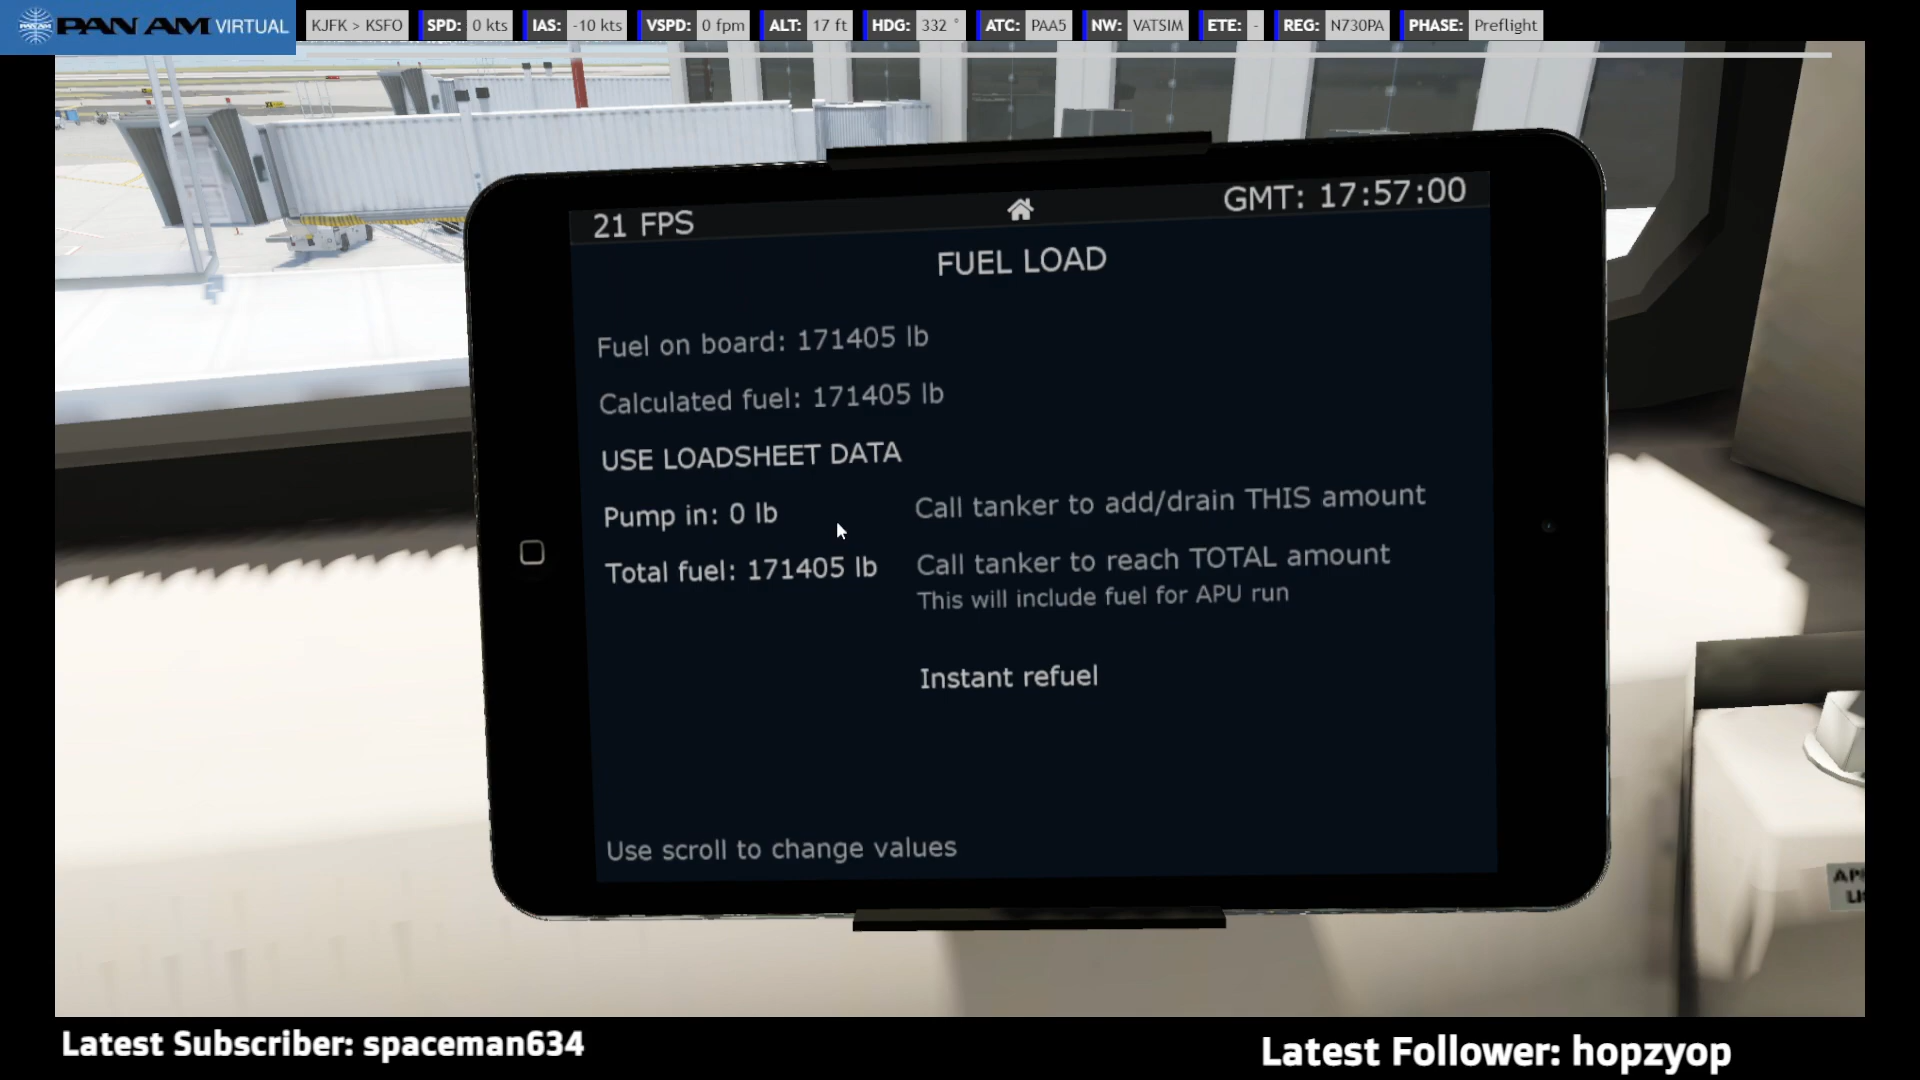 PAN AM VIRTUAL KJFK > KSFO SPD: 0 kts IAS: -10 kts VSPD: 0 fpm ALT: 17 ft HDG: 332 ° ATC: PAA5 NW: VATSIM ETE: - REG: N730PA PHASE: Preflight
21 FPS GMT: 17:57:00
FUEL LOAD
Fuel on board: 171405 lb
Calculated fuel: 171405 lb
USE LOADSHEET DATA
Pump in: 0 lb Call tanker to add/drain THIS amount
Total fuel: 171405 lb Call tanker to reach TOTAL amount
This will include fuel for APU run
Instant refuel
Use scroll to change values
Latest Subscriber: spaceman634
Latest Follower: hopzyop